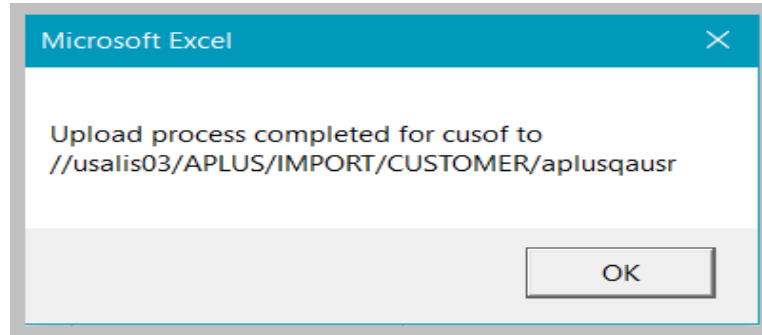 Microsoft Excel
Upload process completed for cusof to
//usalis03/APLUS/IMPORT/CUSTOMER/aplusqausr
OK